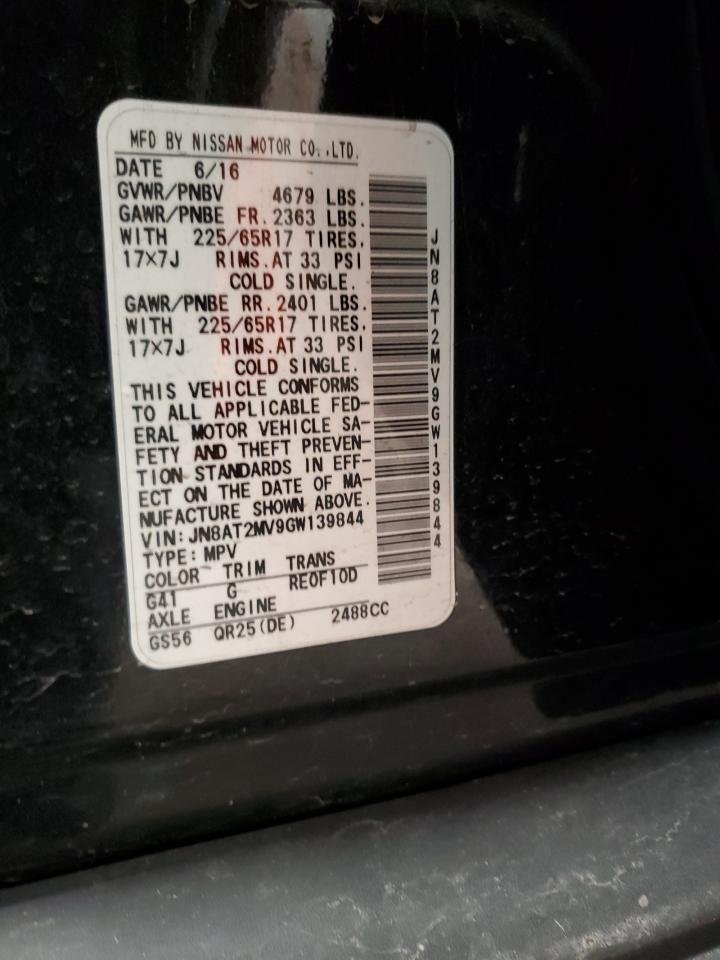 MFD BY NISSAN MOTOR CO.,LTD.
DATE 6/16
GVWR/PNBV 4679 LBS.
GAWR/PNBE FR. 2363 LBS.
WITH 225/65R17 TIRES.
17×7J RIMS.AT 33 PSI
COLD SINGLE.
GAWR/PNBE RR. 2401 LBS.
WITH 225/65R17 TIRES.
17×7J RIMS.AT 33 PSI
COLD SINGLE.
THIS VEHICLE CONFORMS
TO ALL APPLICABLE FED-
ERAL MOTOR VEHICLE SA-
FETY AND THEFT PREVEN-
TION STANDARDS IN EFF-
ECT ON THE DATE OF MA-
NUFACTURE SHOWN ABOVE.
VIN: JN8AT2MV9GW139844
TYPE: MPV
COLOR TRIM TRANS
G41 G RE0F10D
AXLE ENGINE
GS56 QR25(DE) 2488CC
JN8AT2MV9GW139844